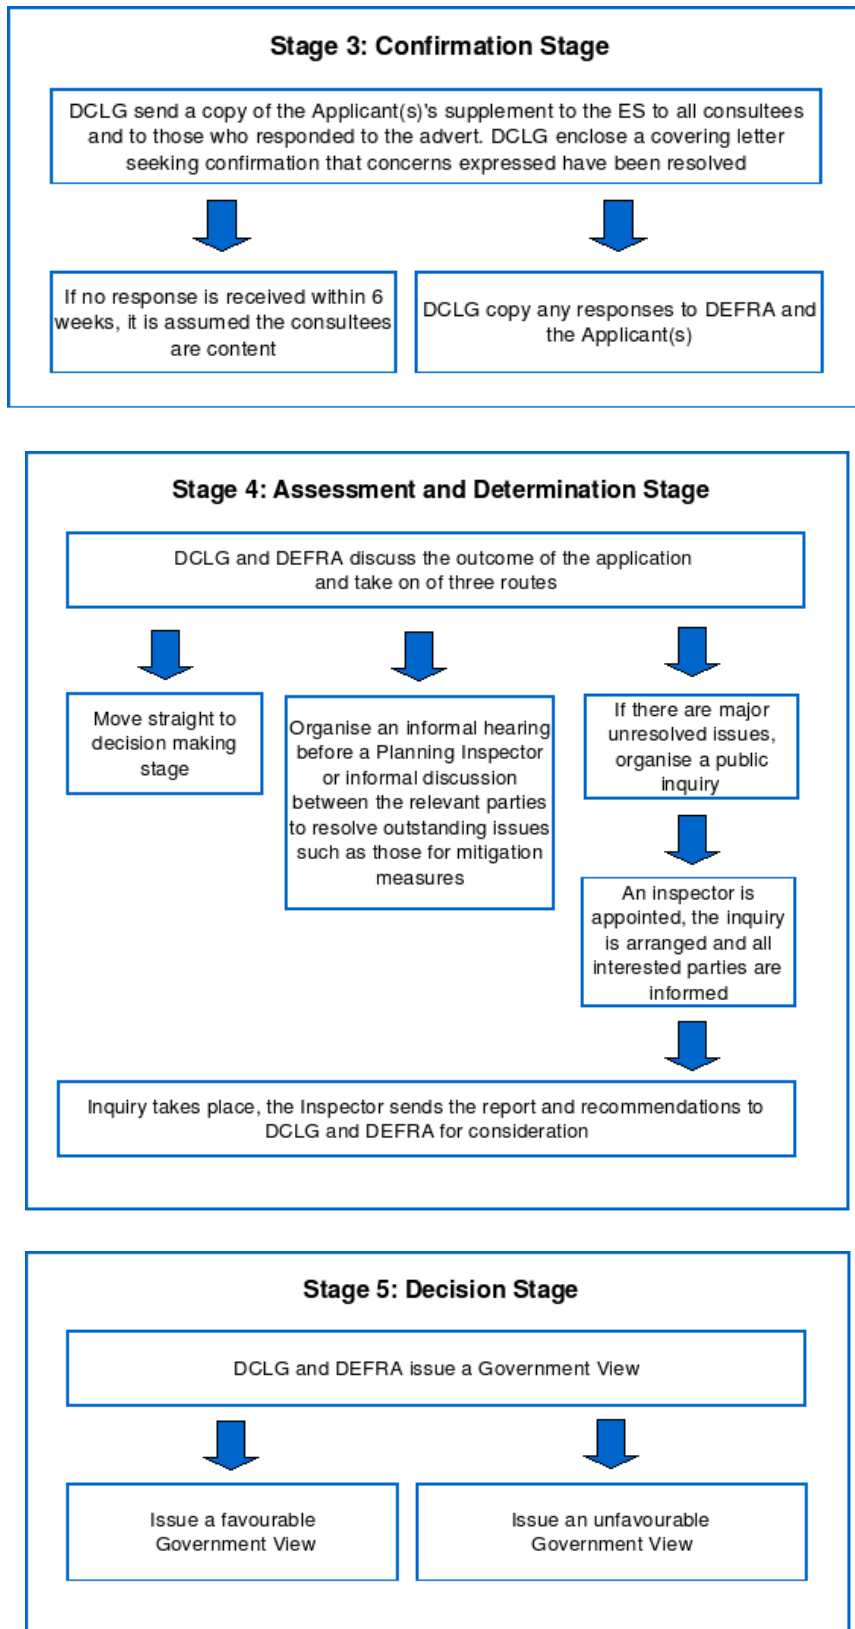 Stage 3: Confirmation Stage
DCLG send a copy of the Applicant(s)'s supplement to the ES to all consultees
and to those who responded to the advert. DCLG enclose a covering letter
seeking confirmation that concerns expressed have been resolved
If no response is received within 6
weeks, it is assumed the consultees
are content
DCLG copy any responses to DEFRA and
the Applicant(s)
Stage 4: Assessment and Determination Stage
DCLG and DEFRA discuss the outcome of the application
and take on of three routes
Move straight to
decision making
stage
Organise an informal hearing
before a Planning Inspector
or informal discussion
between the relevant parties
to resolve outstanding issues
such as those for mitigation
measures
If there are major
unresolved issues,
organise a public
inquiry
An inspector is
appointed, the inquiry
is arranged and all
interested parties are
informed
Inquiry takes place, the Inspector sends the report and recommendations to
DCLG and DEFRA for consideration
Stage 5: Decision Stage
DCLG and DEFRA issue a Government View
Issue a favourable
Government View
Issue an unfavourable
Government View